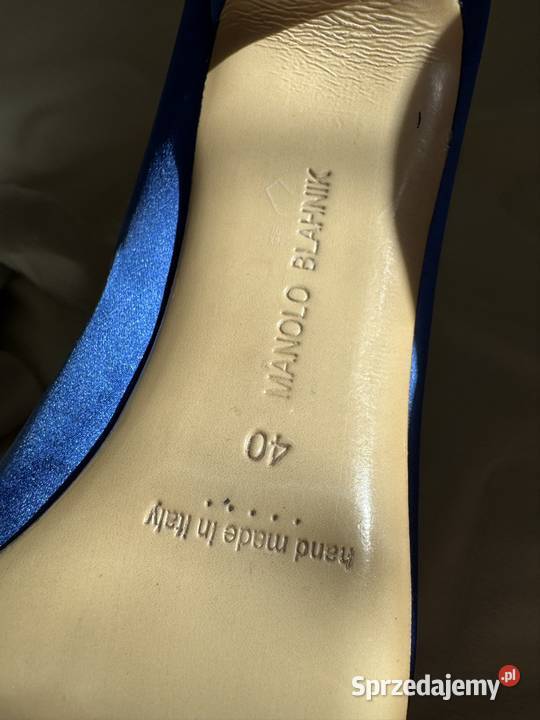 MANOLO BLAHNIK
40
hand made in Italy
Sprzedajemy.pl